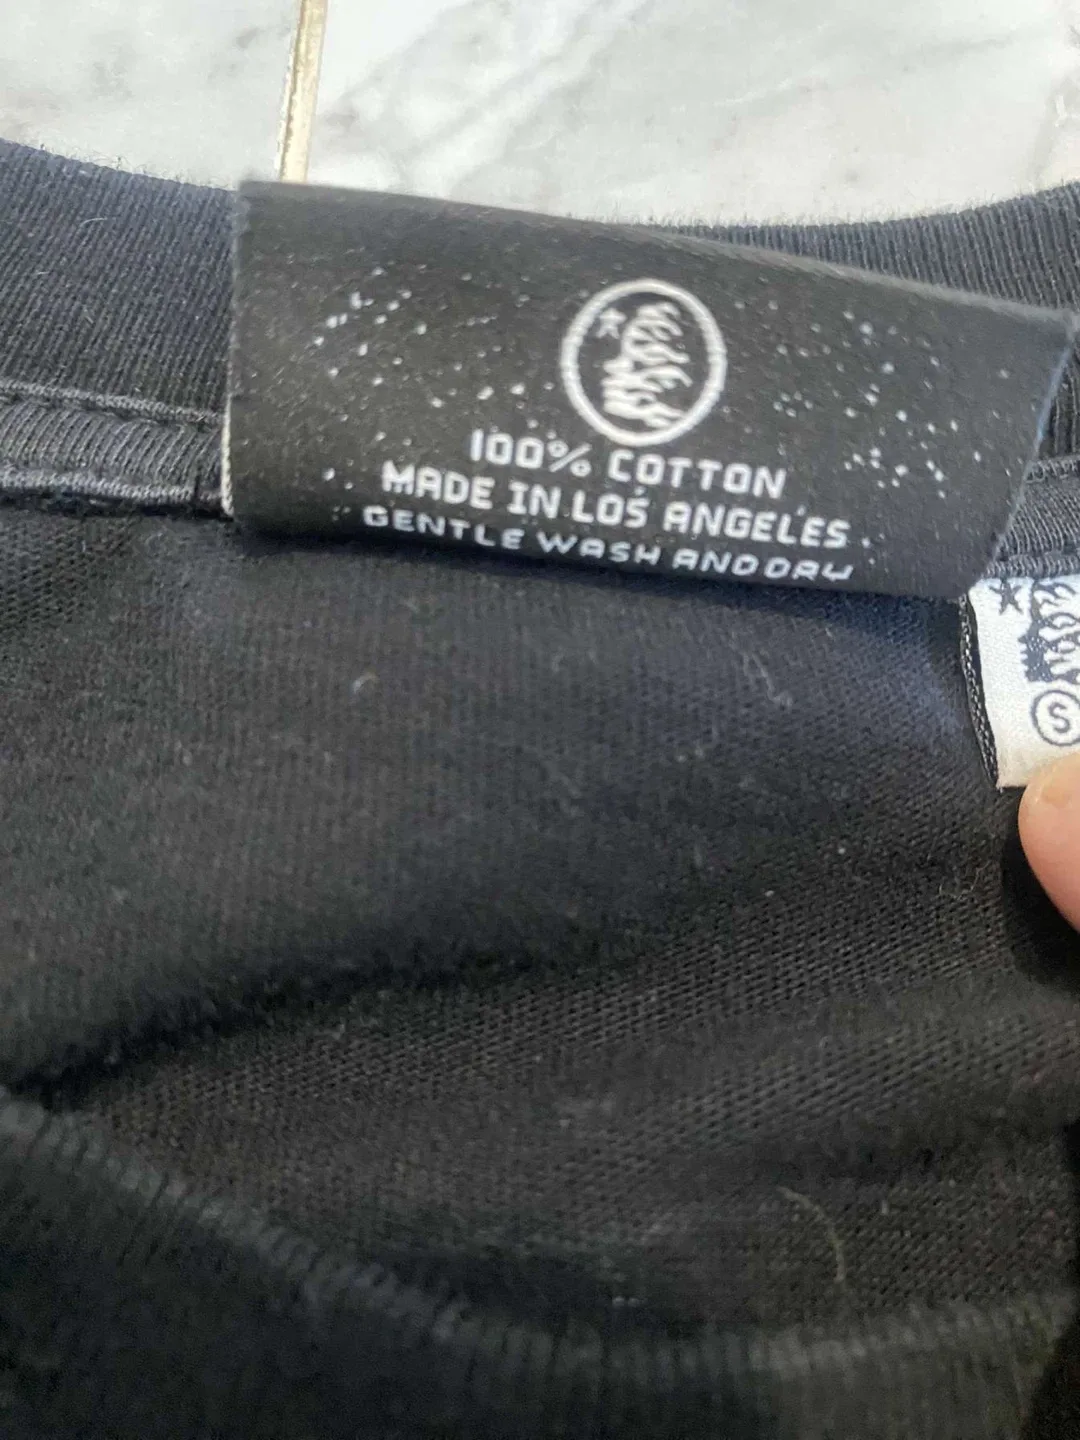 100% COTTON
MADE IN LOS ANGELES
GENTLE WASH AND DRY
S